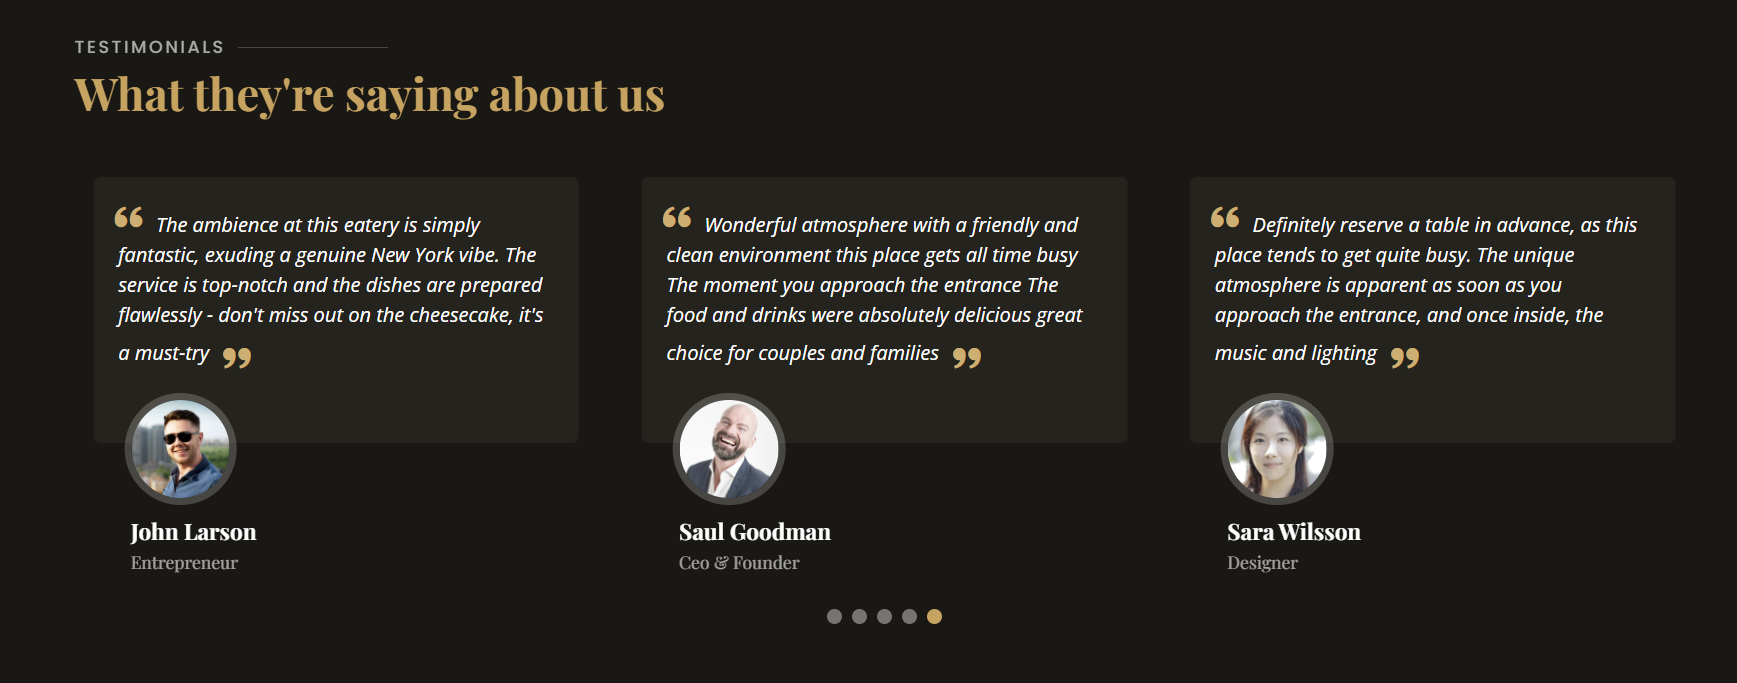 TESTIMONIALS
What they're saying about us
“ The ambience at this eatery is simply
fantastic, exuding a genuine New York vibe. The
service is top-notch and the dishes are prepared
flawlessly - don't miss out on the cheesecake, it's
a must-try ”
John Larson
Entrepreneur
“ Wonderful atmosphere with a friendly and
clean environment this place gets all time busy
The moment you approach the entrance The
food and drinks were absolutely delicious great
choice for couples and families ”
Saul Goodman
Ceo & Founder
“ Definitely reserve a table in advance, as this
place tends to get quite busy. The unique
atmosphere is apparent as soon as you
approach the entrance, and once inside, the
music and lighting ”
Sara Wilsson
Designer